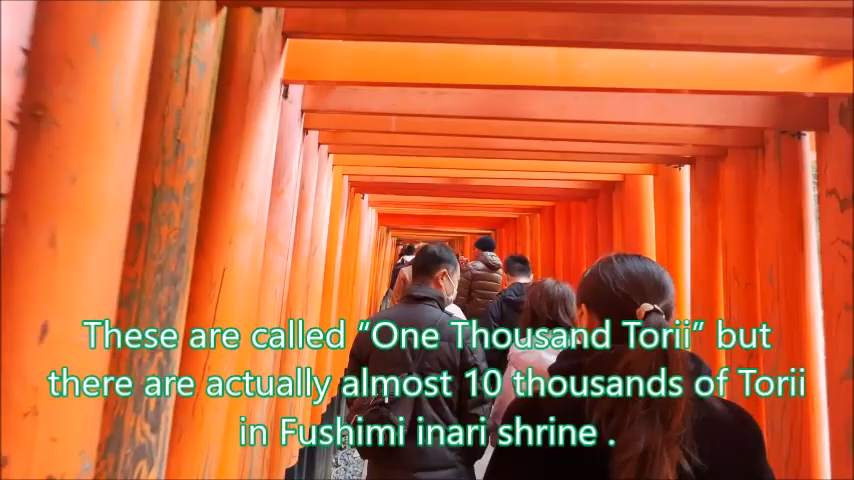 These are called “One Thousand Torii” but
there are actually almost 10 thousands of Torii
in Fushimi inari shrine .